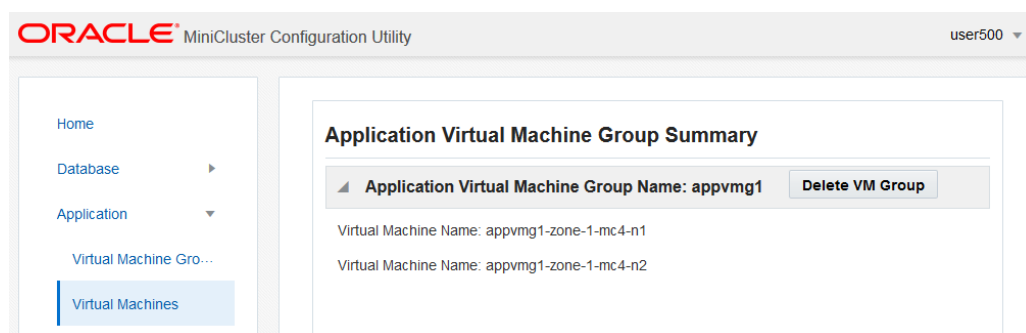 ORACLE MiniCluster Configuration Utility
user500
Home
Database
Application
Virtual Machine Gro...
Virtual Machines
Application Virtual Machine Group Summary
Application Virtual Machine Group Name: appvmg1
Delete VM Group
Virtual Machine Name: appvmg1-zone-1-mc4-n1
Virtual Machine Name: appvmg1-zone-1-mc4-n2